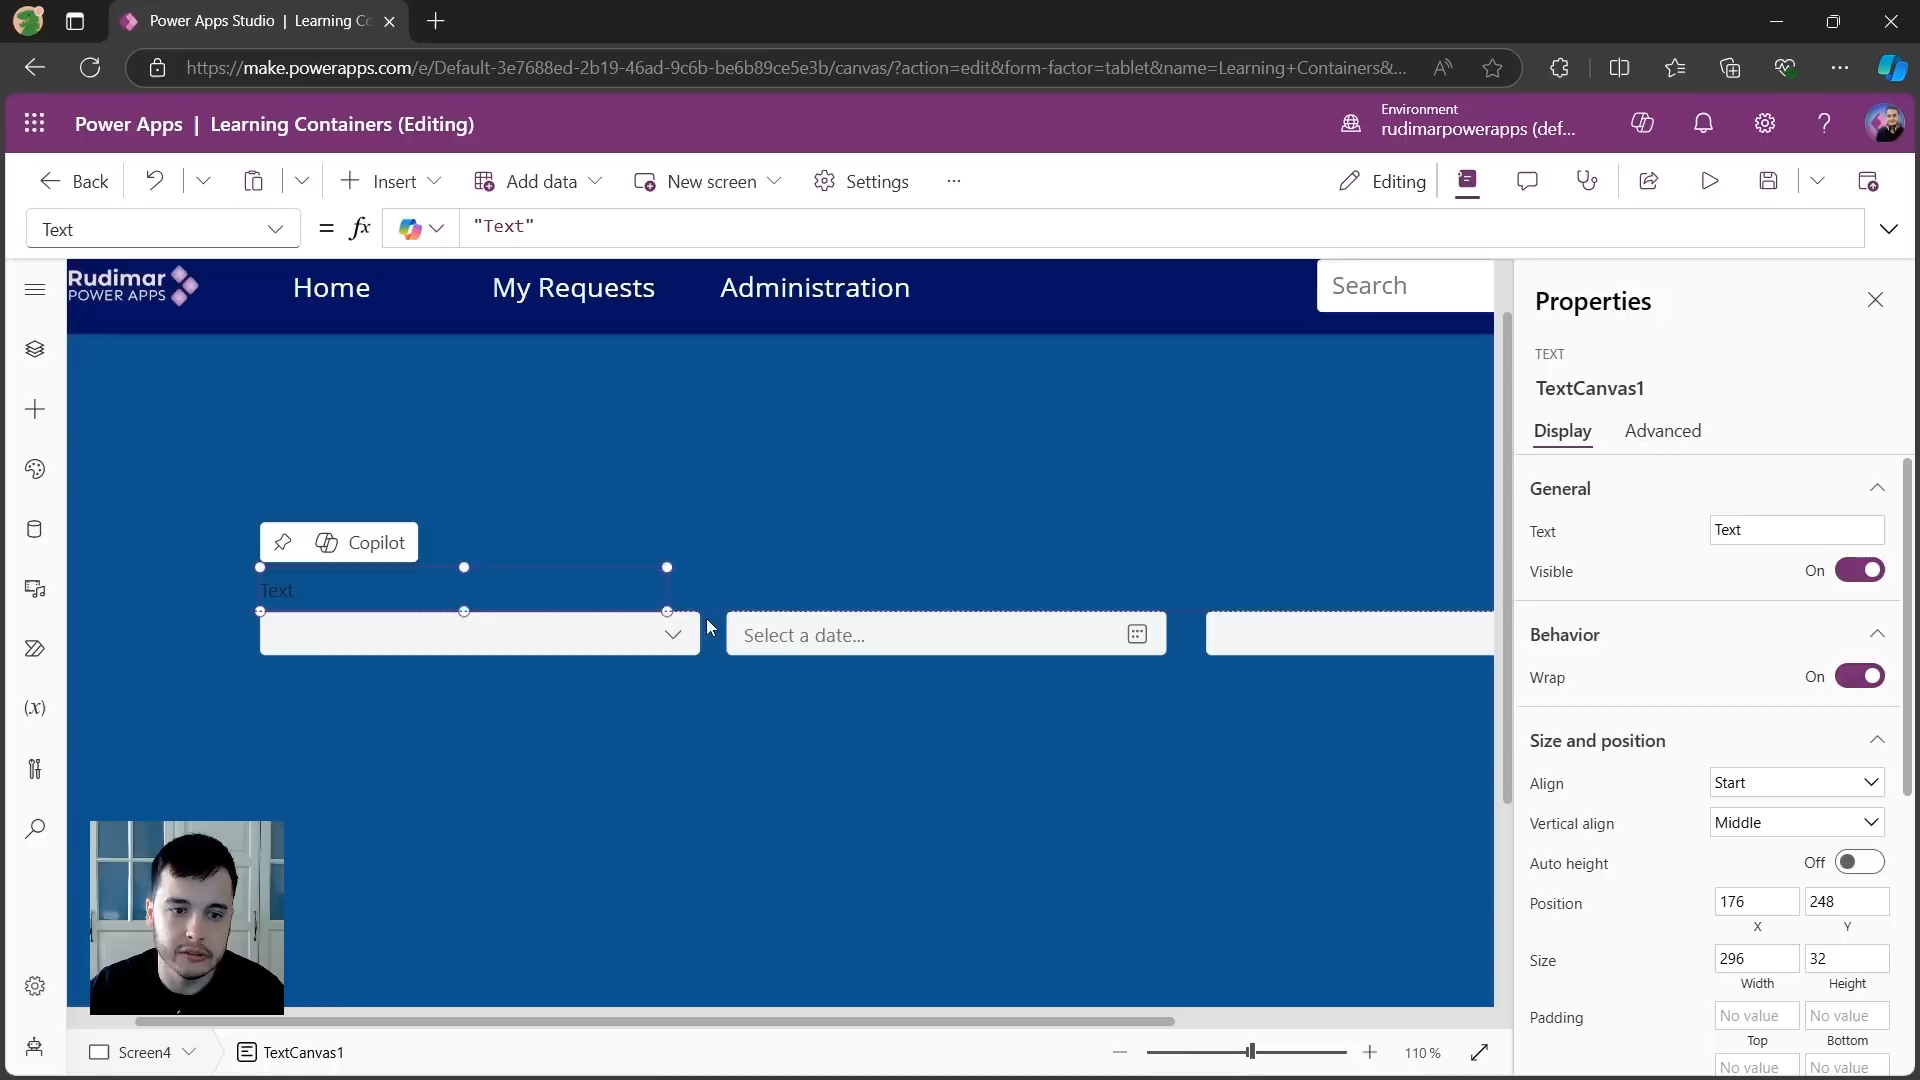 Power Apps Studio | Learning Co
https://make.powerapps.com/e/Default-3e7688ed-2b19-46ad-9c6b-be6b89ce5e3b/canvas/?action=edit&form-factor=tablet&name=Learning+Containers&...
Power Apps | Learning Containers (Editing)
Environment
rudimarpowerapps (def...
Back
Insert
Add data
New screen
Settings
...
Editing
Text
= fx
"Text"
Rudimar
POWER APPS
Home
My Requests
Administration
Search
Copilot
Text
Select a date...
Properties
TEXT
TextCanvas1
Display
Advanced
General
Text
Text
Visible
On
Behavior
Wrap
On
Size and position
Align
Start
Vertical align
Middle
Auto height
Off
Position
176
248
X
Y
Size
296
32
Width
Height
Padding
No value
No value
Top
Bottom
No value
No value
Screen4
TextCanvas1
110 %